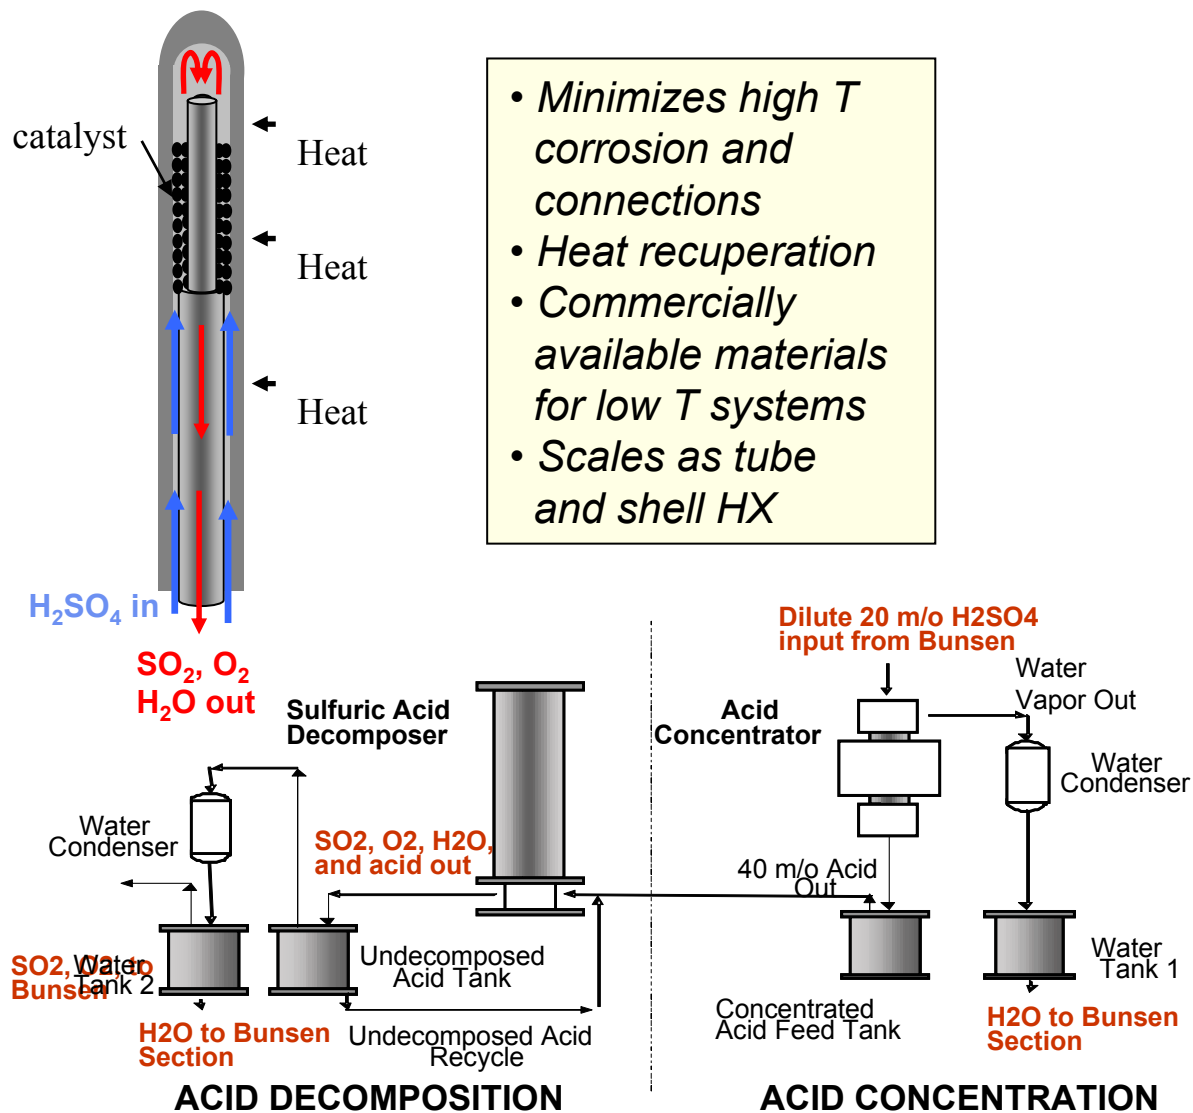 catalyst
Heat
Heat
Heat
H₂SO₄ in
SO₂, O₂
H₂O out
• Minimizes high T
corrosion and
connections
• Heat recuperation
• Commercially
available materials
for low T systems
• Scales as tube
and shell HX
Sulfuric Acid
Decomposer
Water
Condenser
SO2, O2, H2O,
and acid out
SO2, O2, to
Bunsen
Water
Tank 2
Undecomposed
Acid Tank
H2O to Bunsen
Section
Undecomposed Acid
Recycle
ACID DECOMPOSITION
Dilute 20 m/o H2SO4
input from Bunsen
Water
Vapor Out
Acid
Concentrator
Water
Condenser
40 m/o Acid
Out
Water
Tank 1
Concentrated
Acid Feed Tank
H2O to Bunsen
Section
ACID CONCENTRATION